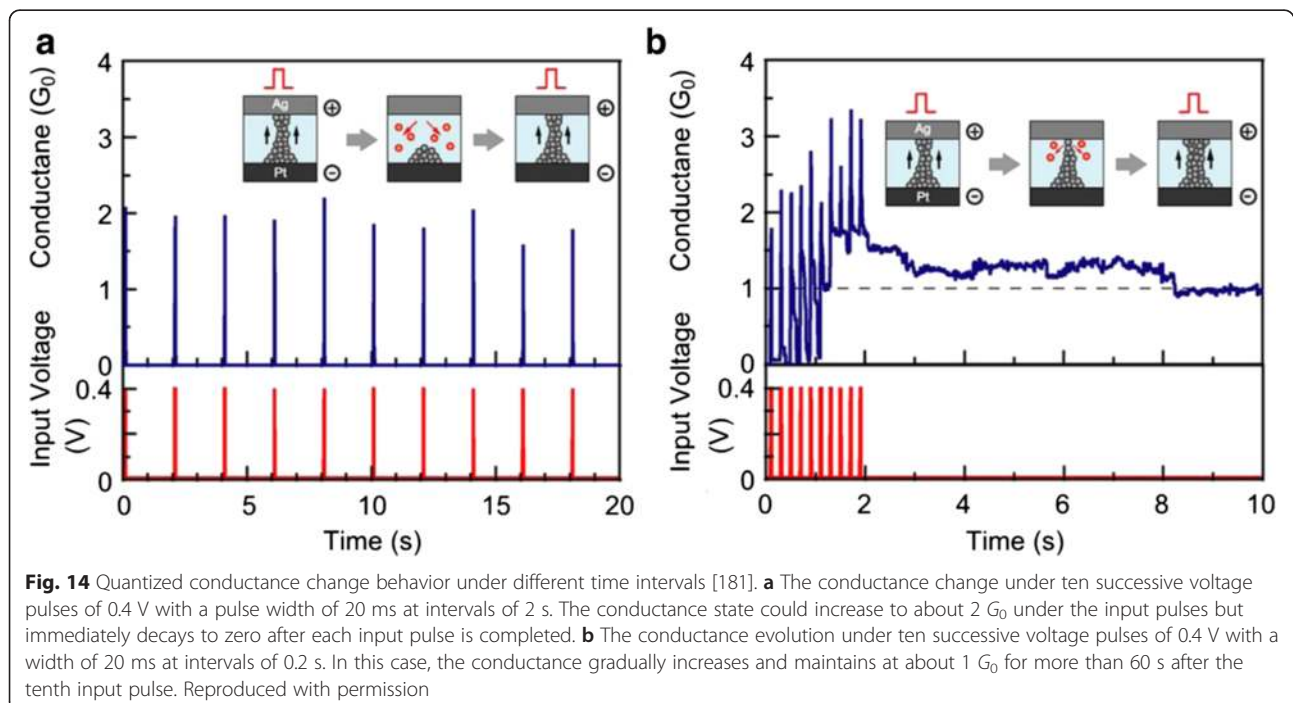 a
b
Conductane (G0)
4
3
2
1
0
Ag
Pt
+
−
+
−
Input Voltage
(V)
0.4
0
0 5 10 15 20
Time (s)
Conductane (G0)
4
3
2
1
0
Ag
Pt
+
−
+
−
Input Voltage
(V)
0.4
0
0 2 4 6 8 10
Time (s)
Fig. 14 Quantized conductance change behavior under different time intervals [181]. a The conductance change under ten successive voltage
pulses of 0.4 V with a pulse width of 20 ms at intervals of 2 s. The conductance state could increase to about 2 G0 under the input pulses but
immediately decays to zero after each input pulse is completed. b The conductance evolution under ten successive voltage pulses of 0.4 V with a
width of 20 ms at intervals of 0.2 s. In this case, the conductance gradually increases and maintains at about 1 G0 for more than 60 s after the
tenth input pulse. Reproduced with permission